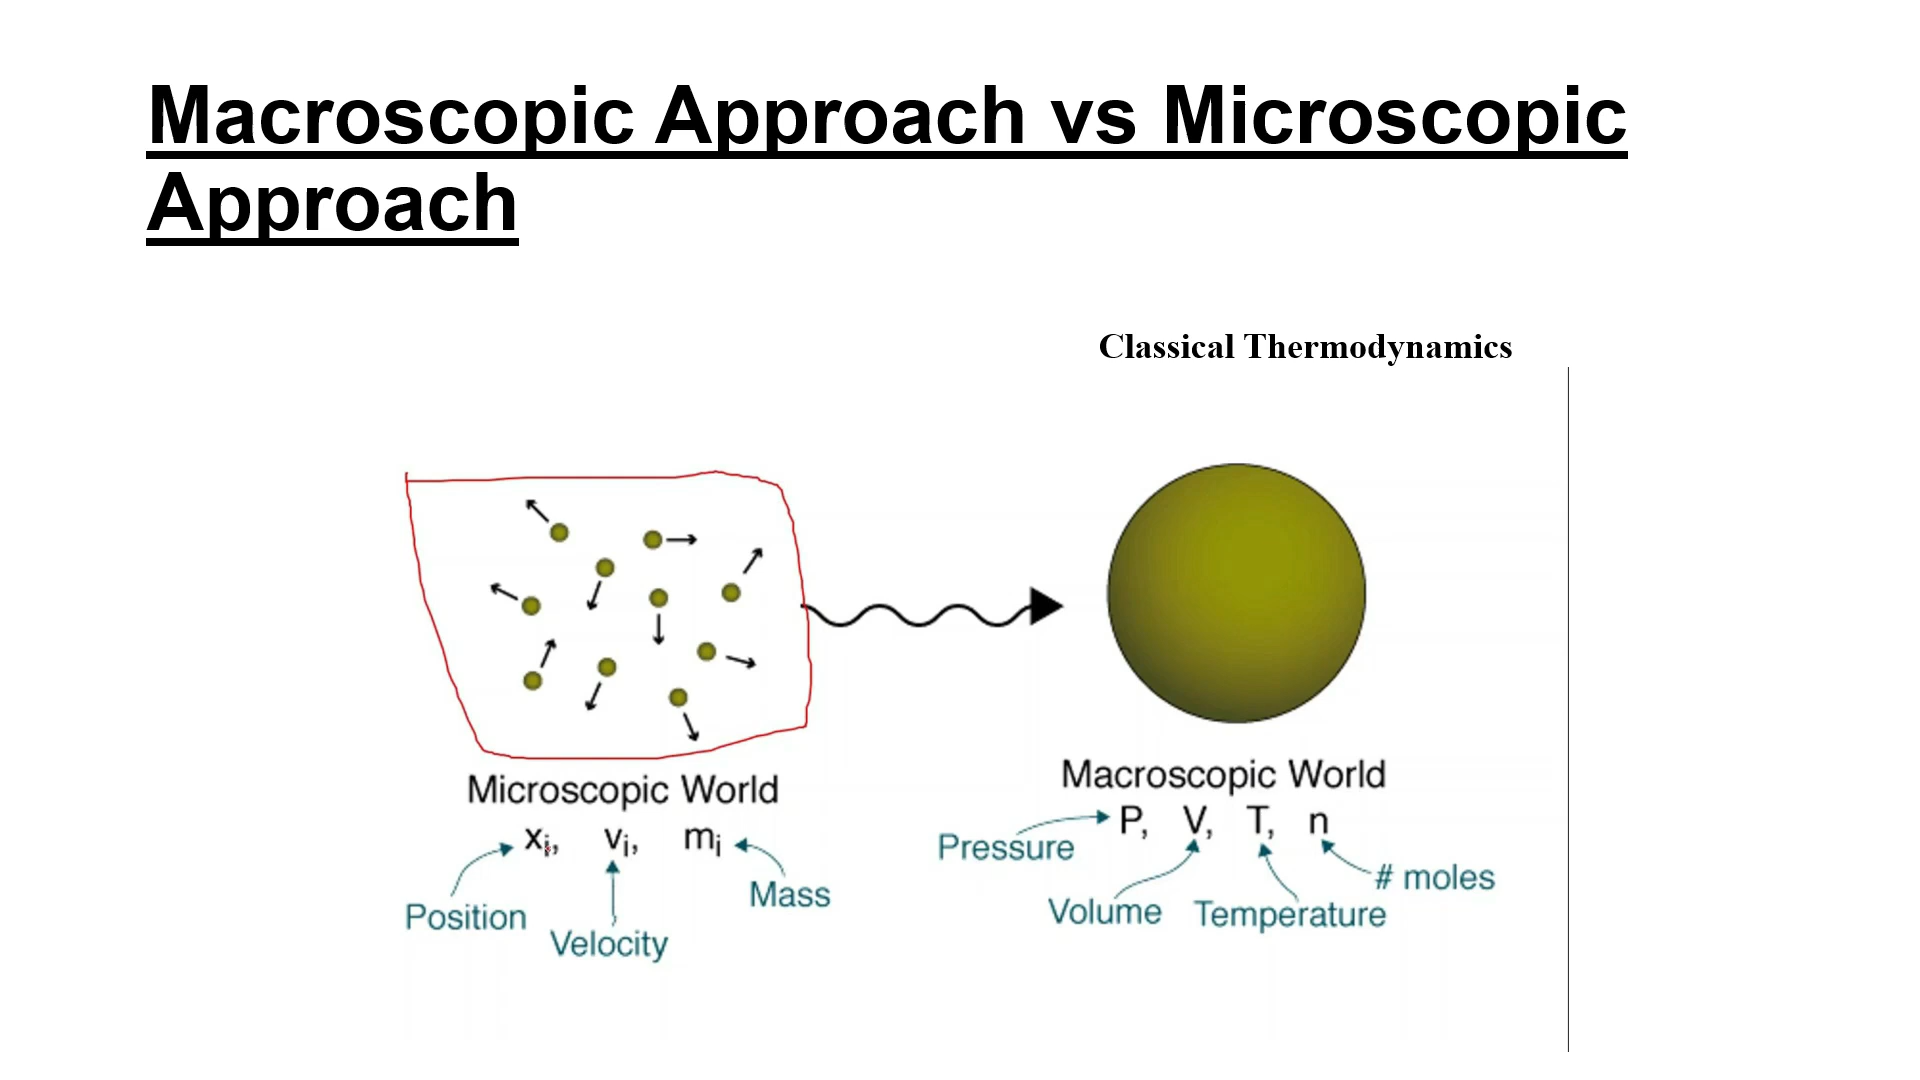 Macroscopic Approach vs Microscopic
Approach
Classical Thermodynamics
Microscopic World
xi, vi, mi
Position
Velocity
Mass
Macroscopic World
P, V, T, n
Pressure
Volume
Temperature
# moles